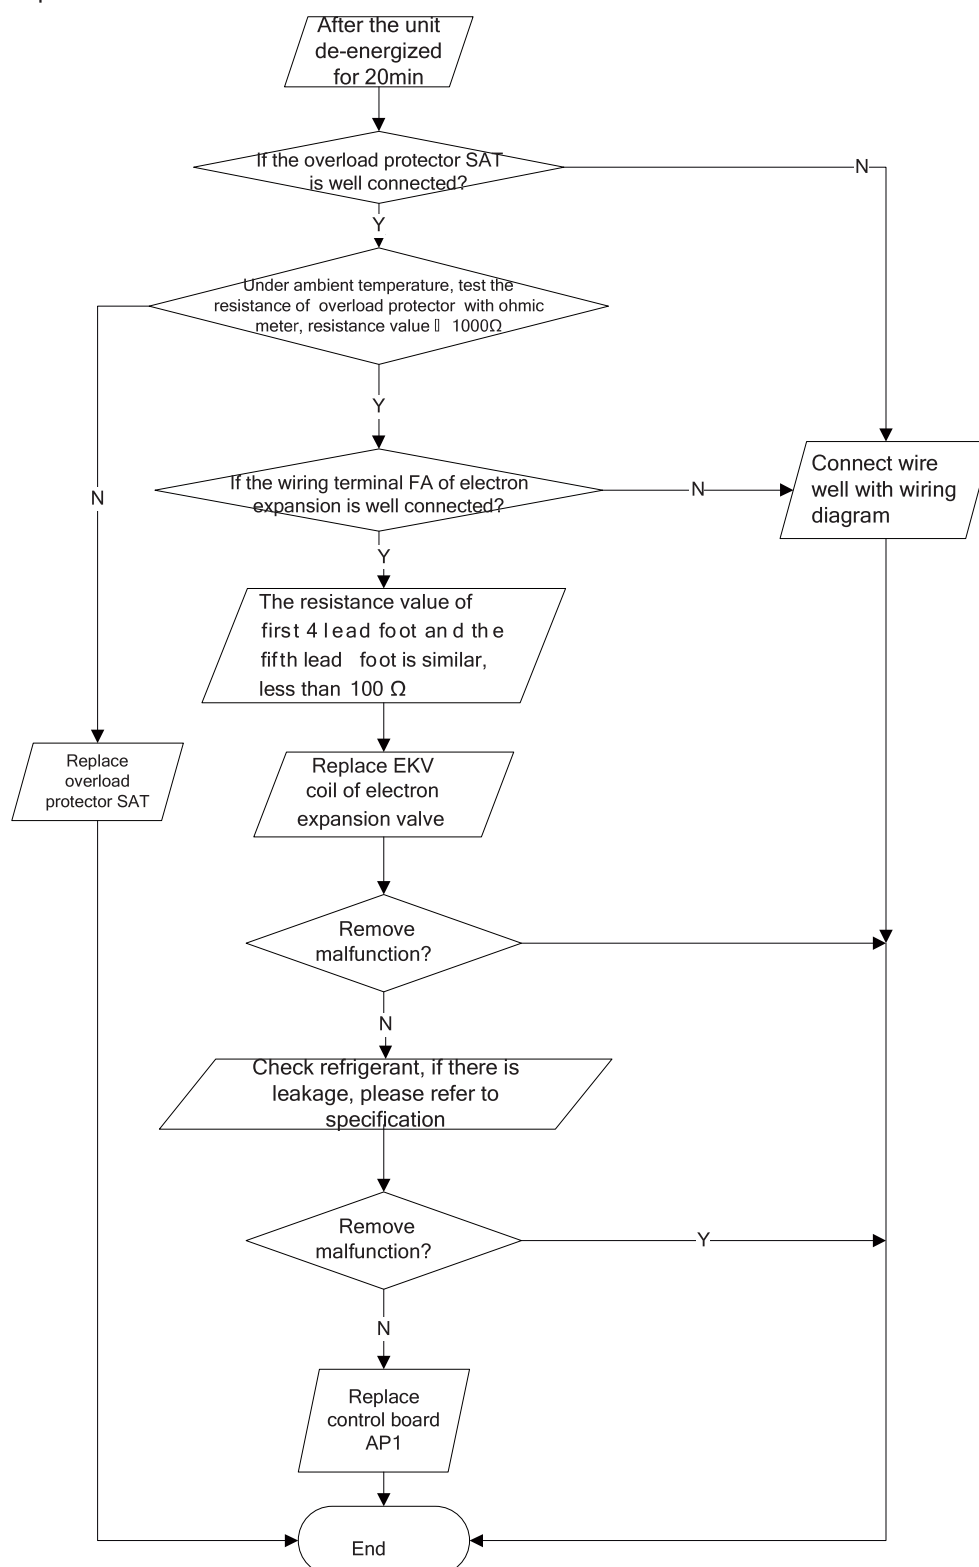 After the unit
de-energized
for 20min
If the overload protector SAT
is well connected?
N
Y
Under ambient temperature, test the
resistance of overload protector with ohmic
meter, resistance value 1000Ω
Y
N
If the wiring terminal FA of electron
expansion is well connected?
N
Connect wire
well with wiring
diagram
Y
The resistance value of
first 4 lead foot and the
fifth lead foot is similar,
less than 100 Ω
Replace
overload
protector SAT
Replace EKV
coil of electron
expansion valve
Remove
malfunction?
N
Check refrigerant, if there is
leakage, please refer to
specification
Remove
malfunction?
Y
N
Replace
control board
AP1
End